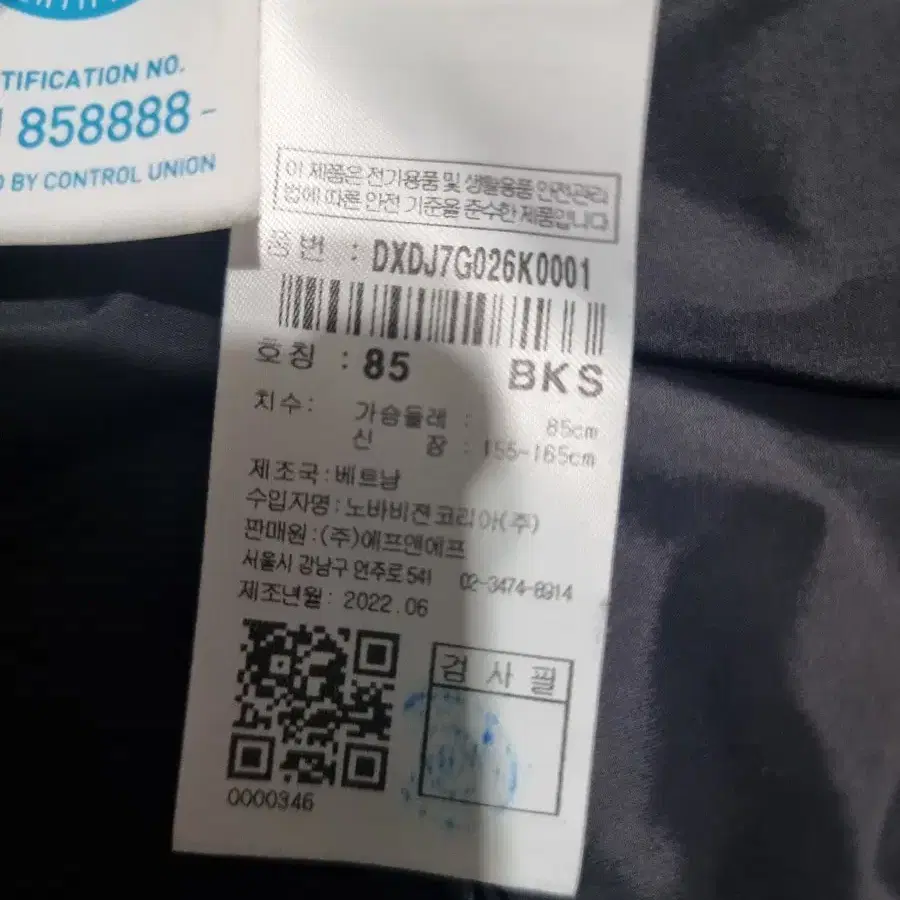 TIFICATION NO.
858888-
BY CONTROL UNION
이 제품은 전기용품 및 생활용품 안전관리
법에 따른 안전 기준을 준수한 제품입니다
품번 : DXDJ7G026K0001
호칭 : 85 BKS
치수: 가슴둘레 : 85cm
신 장 : 155-165cm
제조국:베트남
수입자명:노바비젼코리아(주)
판매원:(주)에프앤에프
서울시 강남구 언주로 541 02-3474-8914
제조년월: 2022.06
검 사 필
0000346